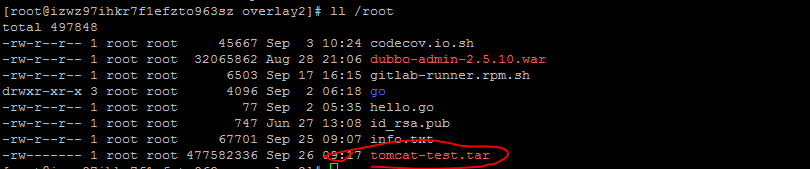 [root@izwz97ihkr7f1efzto963sz overlay2]# ll /root
total 497848
-rw-r--r-- 1 root root 45667 Sep 3 10:24 codecov.io.sh
-rw-r--r-- 1 root root 32065862 Aug 28 21:06 dubbo-admin-2.5.10.war
-rw-r--r-- 1 root root 6503 Sep 17 16:15 gitlab-runner.rpm.sh
drwxr-xr-x 3 root root 4096 Sep 2 06:18 go
-rw-r--r-- 1 root root 77 Sep 2 05:35 hello.go
-rw-r--r-- 1 root root 747 Jun 27 13:08 id_rsa.pub
-rw-r--r-- 1 root root 67701 Sep 25 09:07 info.txt
-rw------- 1 root root 477582336 Sep 26 09:27 tomcat-test.tar